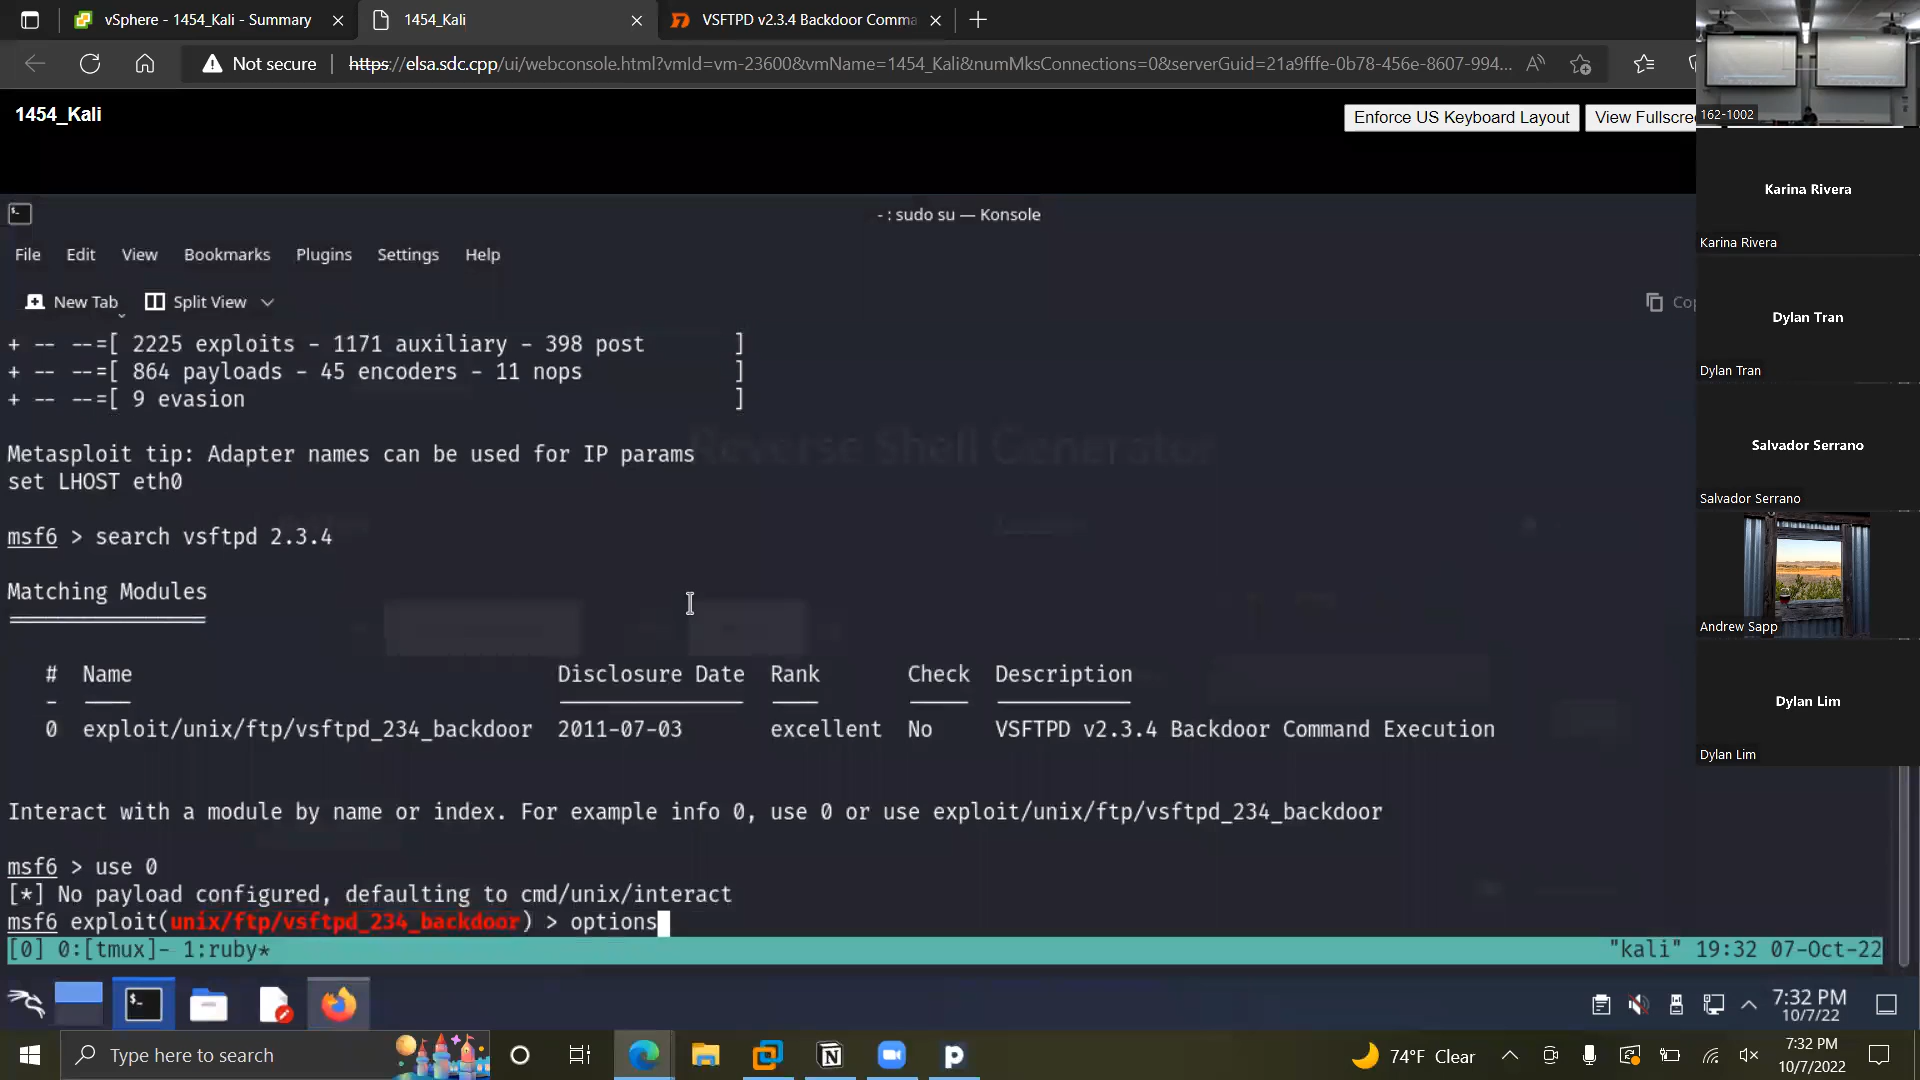 vSphere - 1454_Kali - Summary
1454_Kali
VSFTPD v2.3.4 Backdoor Comma
Not secure
https://elsa.sdc.cpp/ui/webconsole.html?vmId=vm-23600&vmName=1454_Kali&numMksConnections=0&serverGuid=21a9fffe-0b78-456e-8607-994...
1454_Kali
Enforce US Keyboard Layout
View Fullscree
162-1002
Karina Rivera
Karina Rivera
Dylan Tran
Dylan Tran
Salvador Serrano
Salvador Serrano
Andrew Sapp
Dylan Lim
Dylan Lim
- : sudo su — Konsole
File Edit View Bookmarks Plugins Settings Help
New Tab Split View
Cop
+ -- --=[ 2225 exploits - 1171 auxiliary - 398 post ]
+ -- --=[ 864 payloads - 45 encoders - 11 nops ]
+ -- --=[ 9 evasion ]
Reverse Shell Generator
Metasploit tip: Adapter names can be used for IP params
set LHOST eth0
msf6 > search vsftpd 2.3.4
Matching Modules
================
# Name Disclosure Date Rank Check Description
- ---- --------------- ---- ----- -----------
0 exploit/unix/ftp/vsftpd_234_backdoor 2011-07-03 excellent No VSFTPD v2.3.4 Backdoor Command Execution
Interact with a module by name or index. For example info 0, use 0 or use exploit/unix/ftp/vsftpd_234_backdoor
msf6 > use 0
[*] No payload configured, defaulting to cmd/unix/interact
msf6 exploit(unix/ftp/vsftpd_234_backdoor) > options
[0] 0:[tmux]- 1:ruby* "kali" 19:32 07-Oct-22
7:32 PM
10/7/22
Type here to search
74°F Clear
7:32 PM
10/7/2022